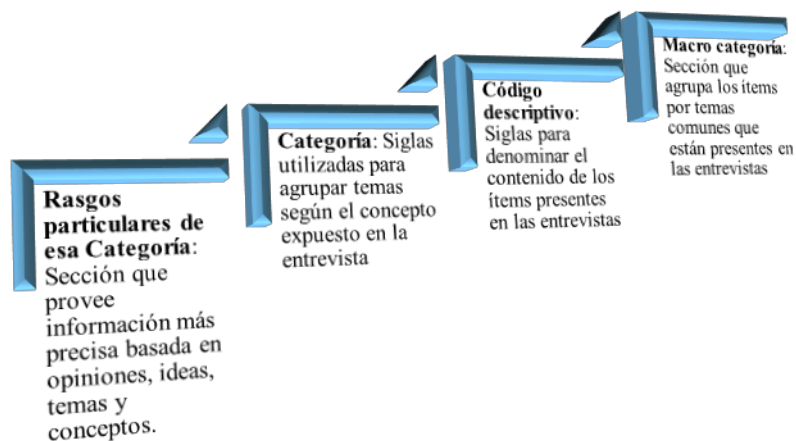 Rasgos
particulares de
esa Categoría:
Sección que
provee
información más
precisa basada en
opiniones, ideas,
temas y
conceptos.
Categoría: Siglas
utilizadas para
agrupar temas
según el concepto
expuesto en la
entrevista
Código
descriptivo:
Siglas para
denominar el
contenido de los
ítems presentes
en las entrevistas
Macro categoría:
Sección que
agrupa los ítems
por temas
comunes que
están presentes en
las entrevistas